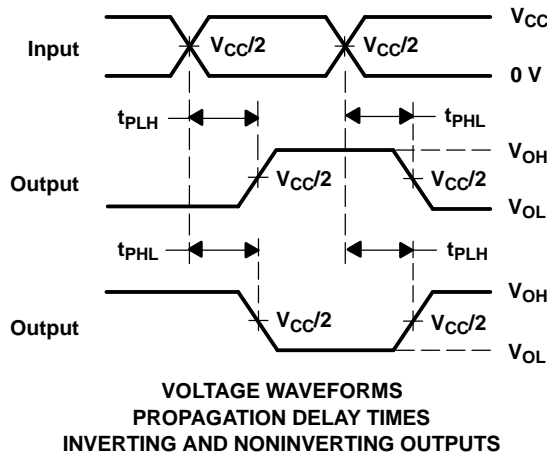 VCC
Input
VCC/2
VCC/2
0 V
tPLH
tPHL
VOH
Output
VCC/2
VCC/2
VOL
tPHL
tPLH
VOH
Output
VCC/2
VCC/2
VOL
VOLTAGE WAVEFORMS
PROPAGATION DELAY TIMES
INVERTING AND NONINVERTING OUTPUTS